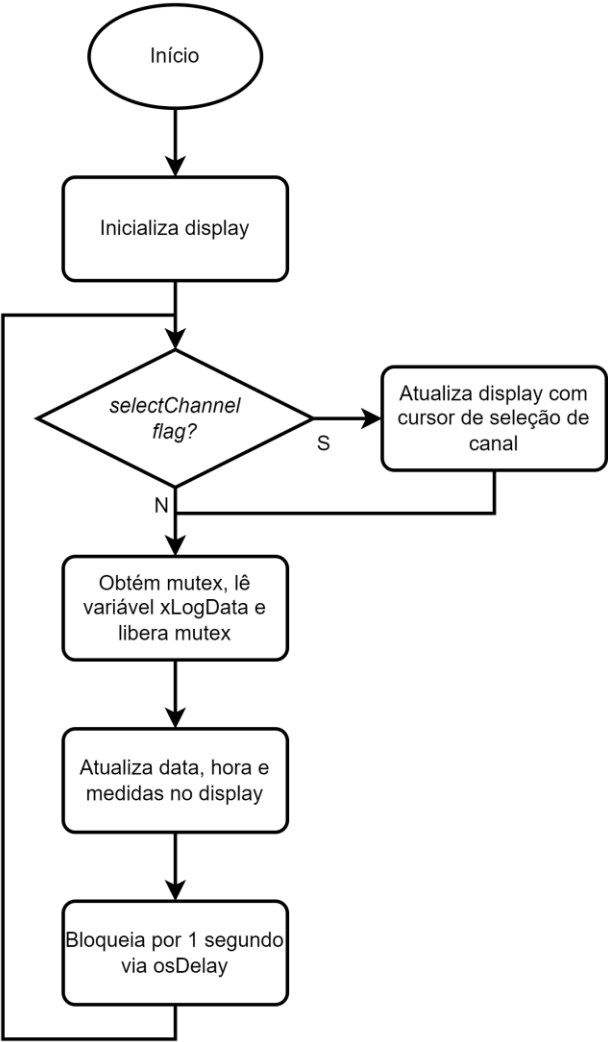 Início
Inicializa display
selectChannel
flag?
S
Atualiza display com
cursor de seleção de
canal
N
Obtém mutex, lê
variável xLogData e
libera mutex
Atualiza data, hora e
medidas no display
Bloqueia por 1 segundo
via osDelay